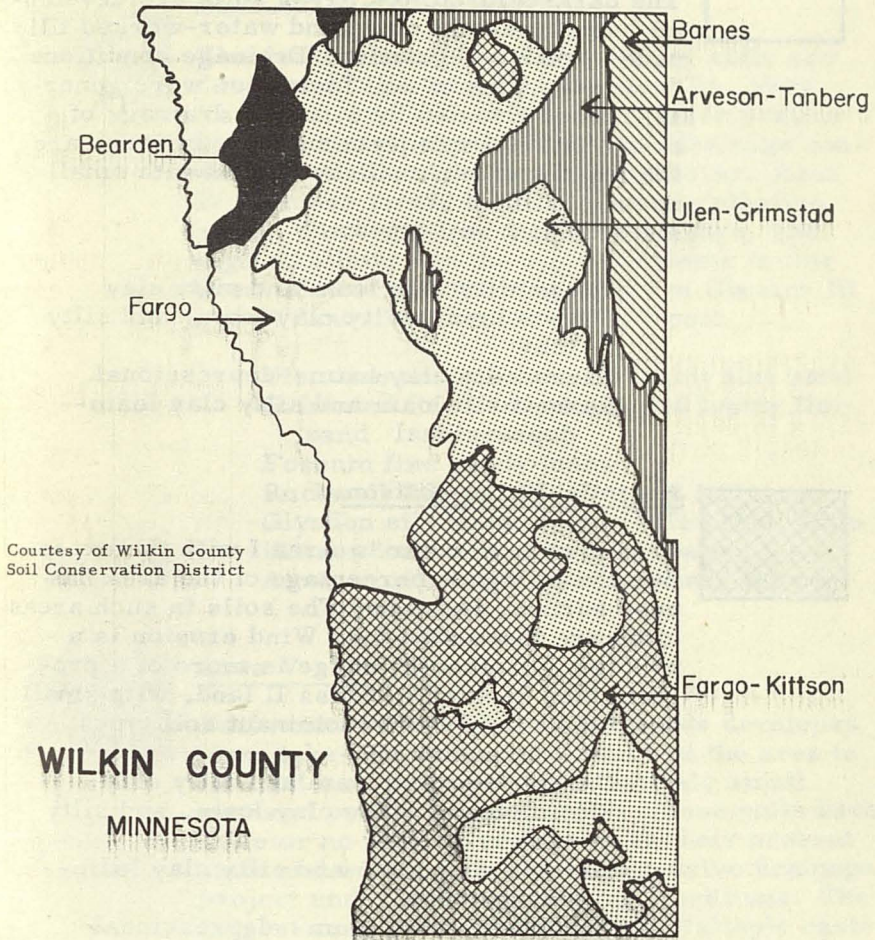 Barnes
Arveson-Tanberg
Bearden
Ulen-Grimstad
Fargo
Courtesy of Wilkin County
Soil Conservation District
Fargo-Kittson
WILKIN COUNTY
MINNESOTA